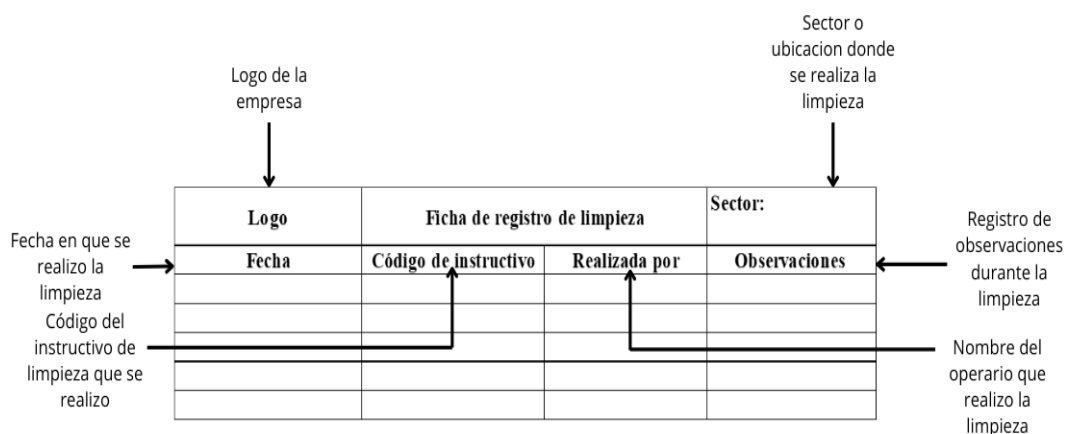 Sector o
ubicacion donde
se realiza la
limpieza
Logo de la
empresa
Logo
Ficha de registro de limpieza
Sector:
Fecha
Código de instructivo
Realizada por
Observaciones
Fecha en que se
realizo la
limpieza
Código del
instructivo de
limpieza que se
realizo
Registro de
observaciones
durante la
limpieza
Nombre del
operario que
realizo la
limpieza